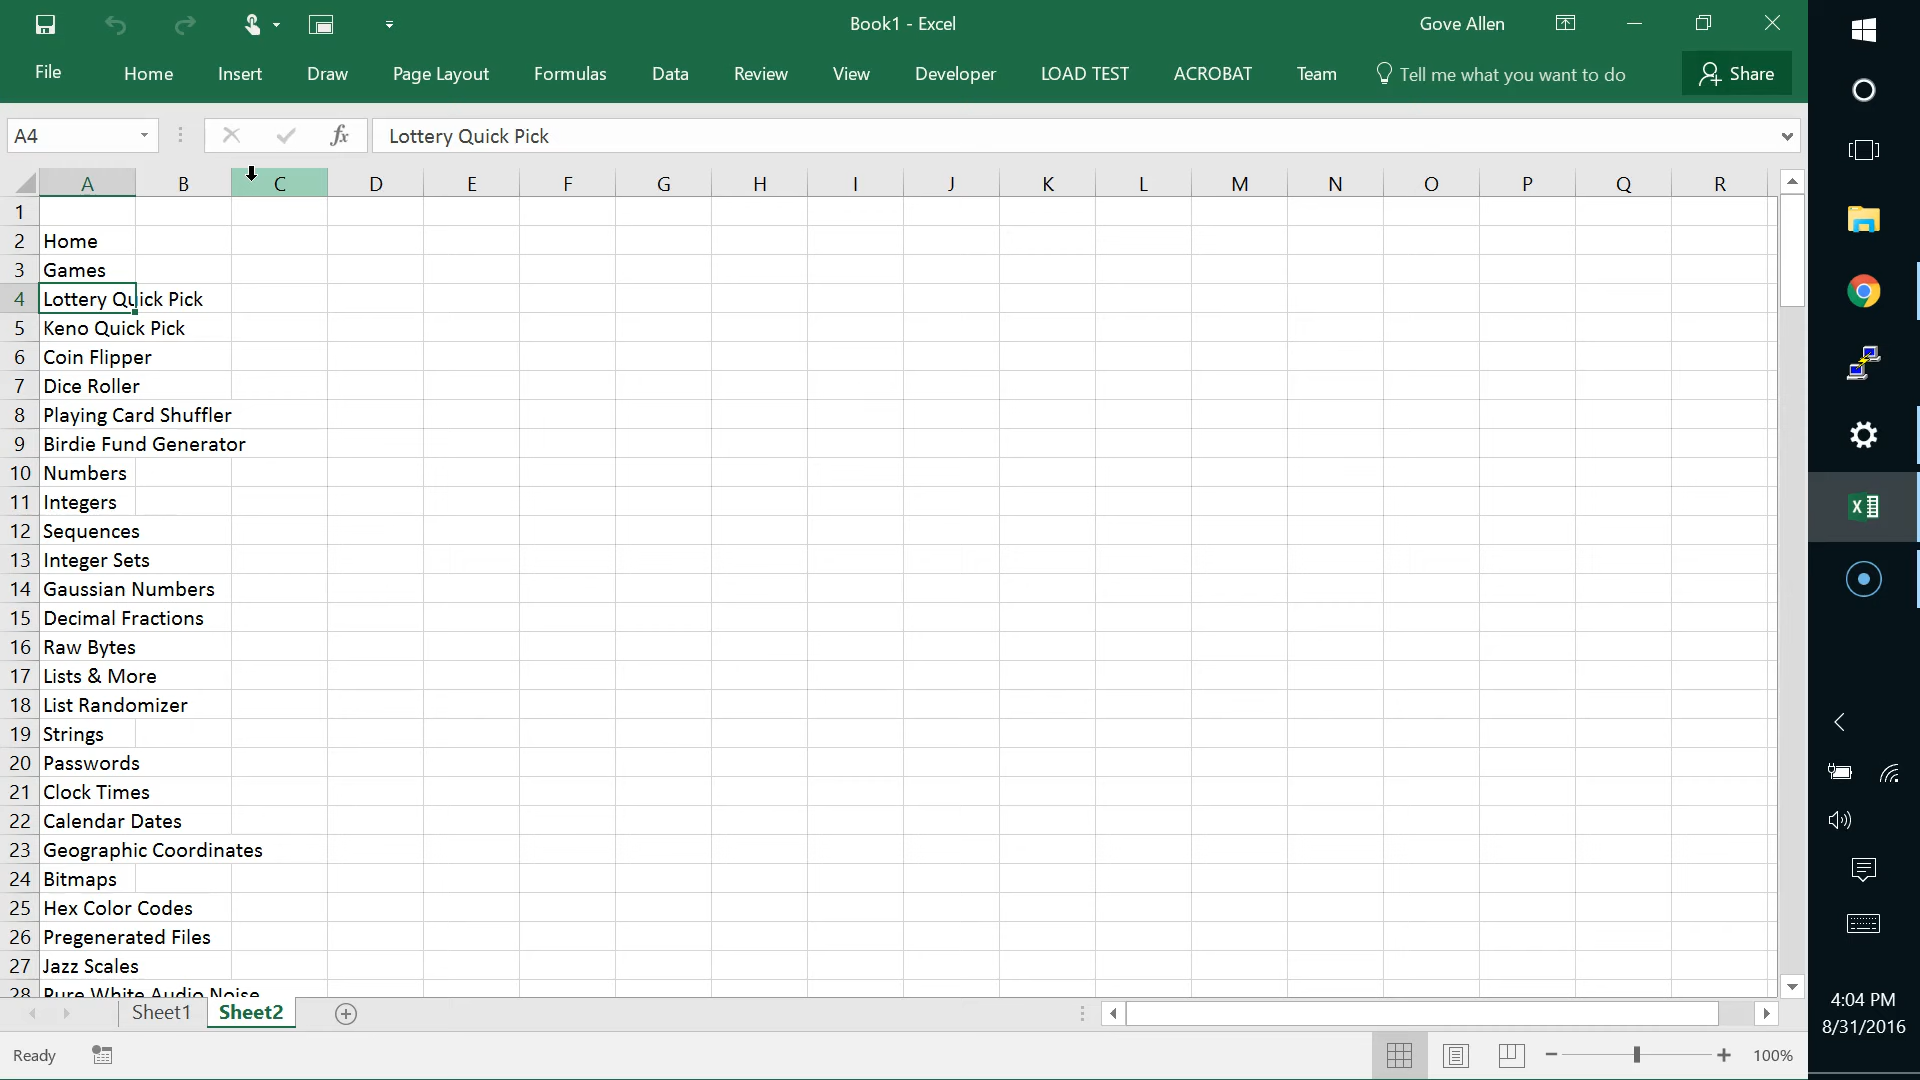 Book1 - Excel
Gove Allen
File Home Insert Draw Page Layout Formulas Data Review View Developer LOAD TEST ACROBAT Team Tell me what you want to do Share
A4 fx Lottery Quick Pick
A B C D E F G H I J K L M N O P Q R
1
2 Home
3 Games
4 Lottery Quick Pick
5 Keno Quick Pick
6 Coin Flipper
7 Dice Roller
8 Playing Card Shuffler
9 Birdie Fund Generator
10 Numbers
11 Integers
12 Sequences
13 Integer Sets
14 Gaussian Numbers
15 Decimal Fractions
16 Raw Bytes
17 Lists & More
18 List Randomizer
19 Strings
20 Passwords
21 Clock Times
22 Calendar Dates
23 Geographic Coordinates
24 Bitmaps
25 Hex Color Codes
26 Pregenerated Files
27 Jazz Scales
28 Pure White Audio Noise
Sheet1 Sheet2
Ready
100%
4:04 PM
8/31/2016